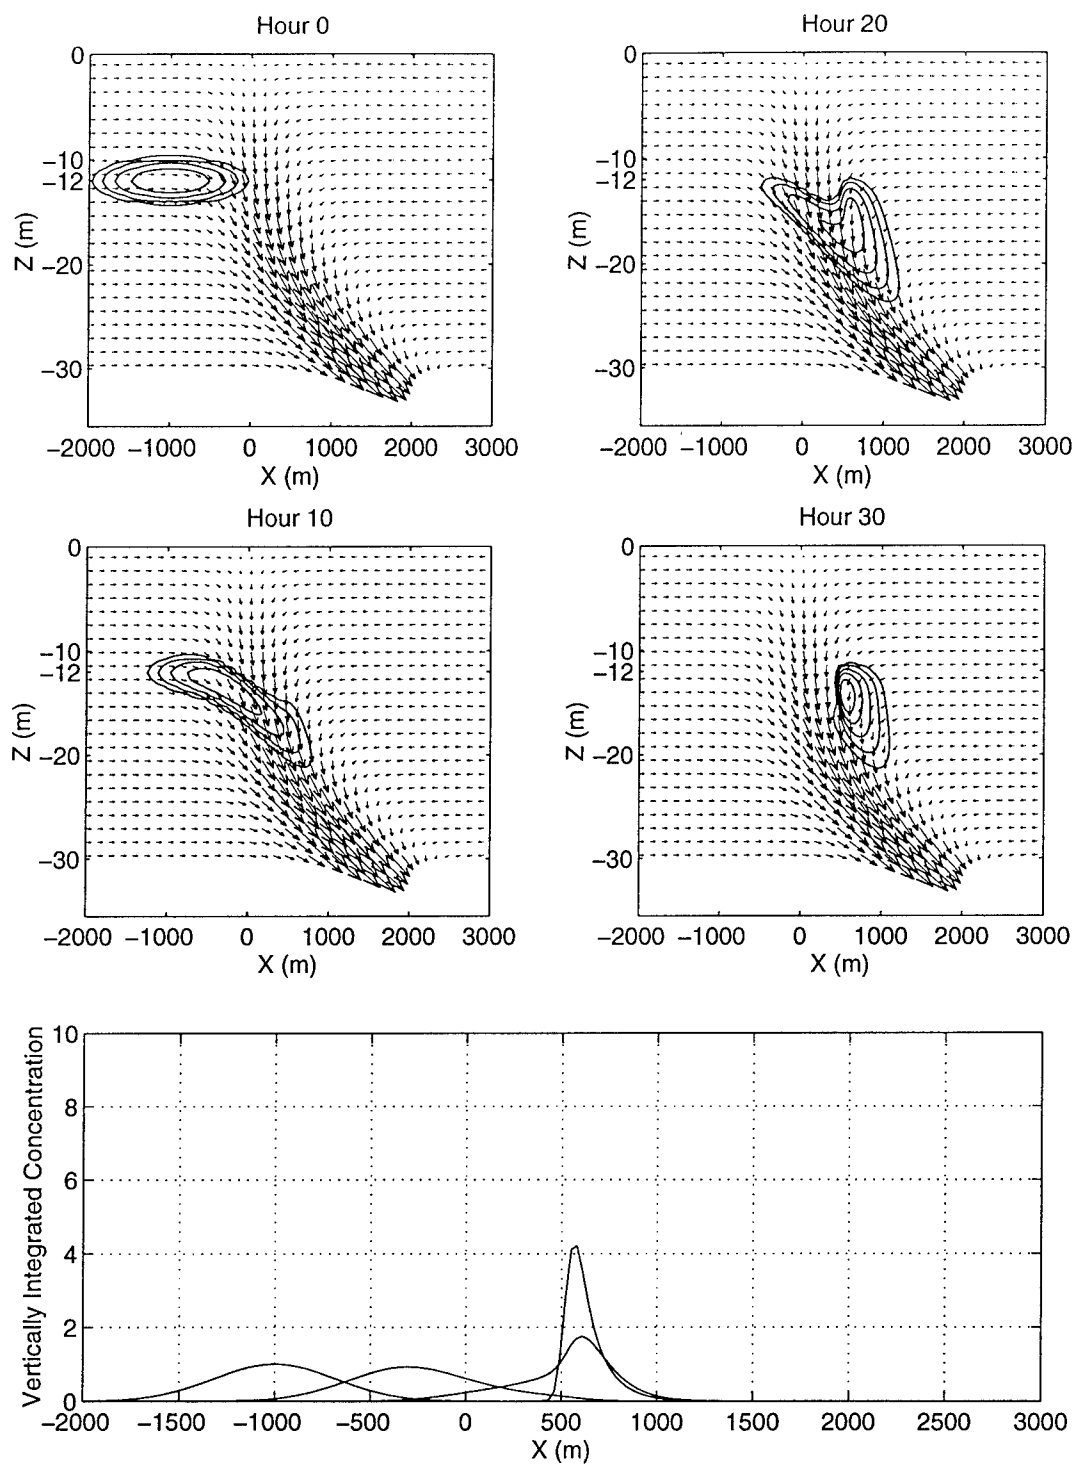 Hour 0
0
−10
−12
−20
−30
Z (m)
−2000 −1000 0 1000 2000 3000
X (m)
Hour 20
0
−10
−12
−20
−30
Z (m)
−2000 −1000 0 1000 2000 3000
X (m)
Hour 10
0
−10
−12
−20
−30
Z (m)
−2000 −1000 0 1000 2000 3000
X (m)
Hour 30
0
−10
−12
−20
−30
Z (m)
−2000 −1000 0 1000 2000 3000
X (m)
Vertically Integrated Concentration
10
8
6
4
2
0
−2000 −1500 −1000 −500 0 500 1000 1500 2000 2500 3000
X (m)